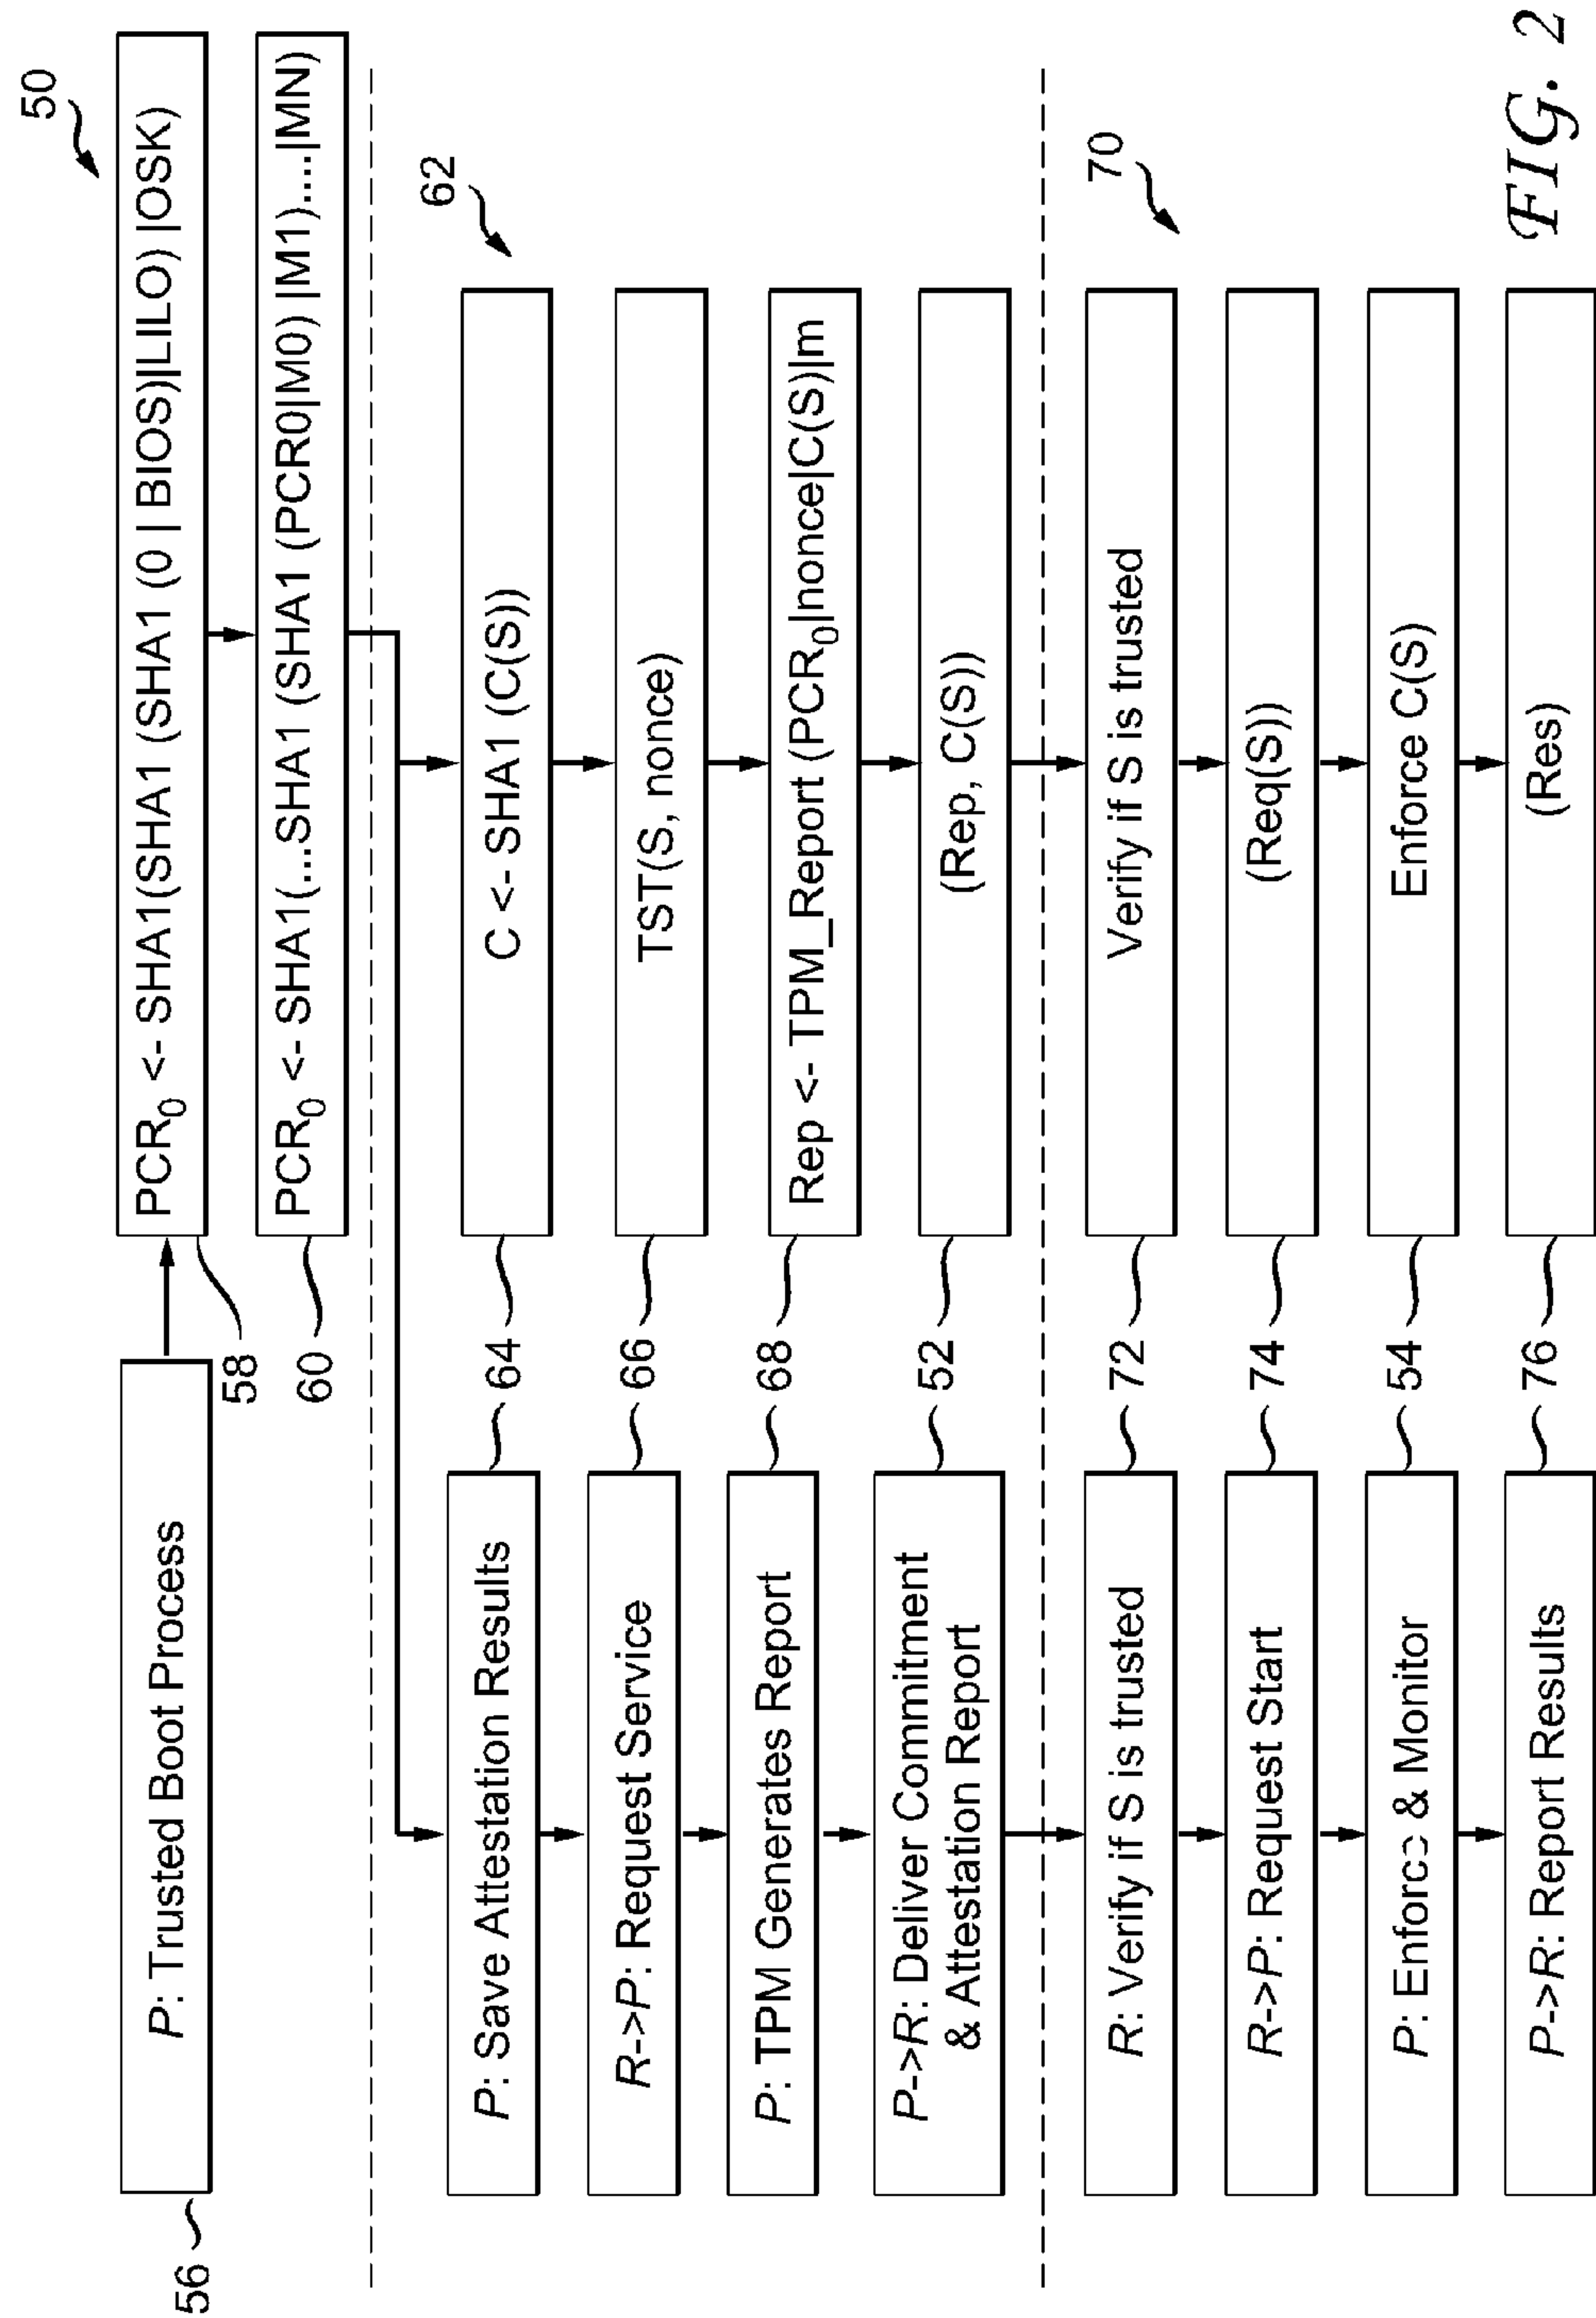 50
56
P: Trusted Boot Process
58
PCR0 <- SHA1(SHA1 (SHA1 (0 | BIOS)|LILO) |OSK)
60
PCR0 <- SHA1(...SHA1 (SHA1 (PCR0|M0) |M1)....|MN)
62
P: Save Attestation Results
64
C <- SHA1 (C(S))
R->P: Request Service
66
TST(S, nonce)
P: TPM Generates Report
68
Rep <- TPM_Report (PCR0|nonce|C(S)|m
P->R: Deliver Commitment
& Attestation Report
52
(Rep, C(S))
70
R: Verify if S is trusted
72
Verify if S is trusted
R->P: Request Start
74
(Req(S))
P: Enforce & Monitor
54
Enforce C(S)
P->R: Report Results
76
(Res)
FIG. 2